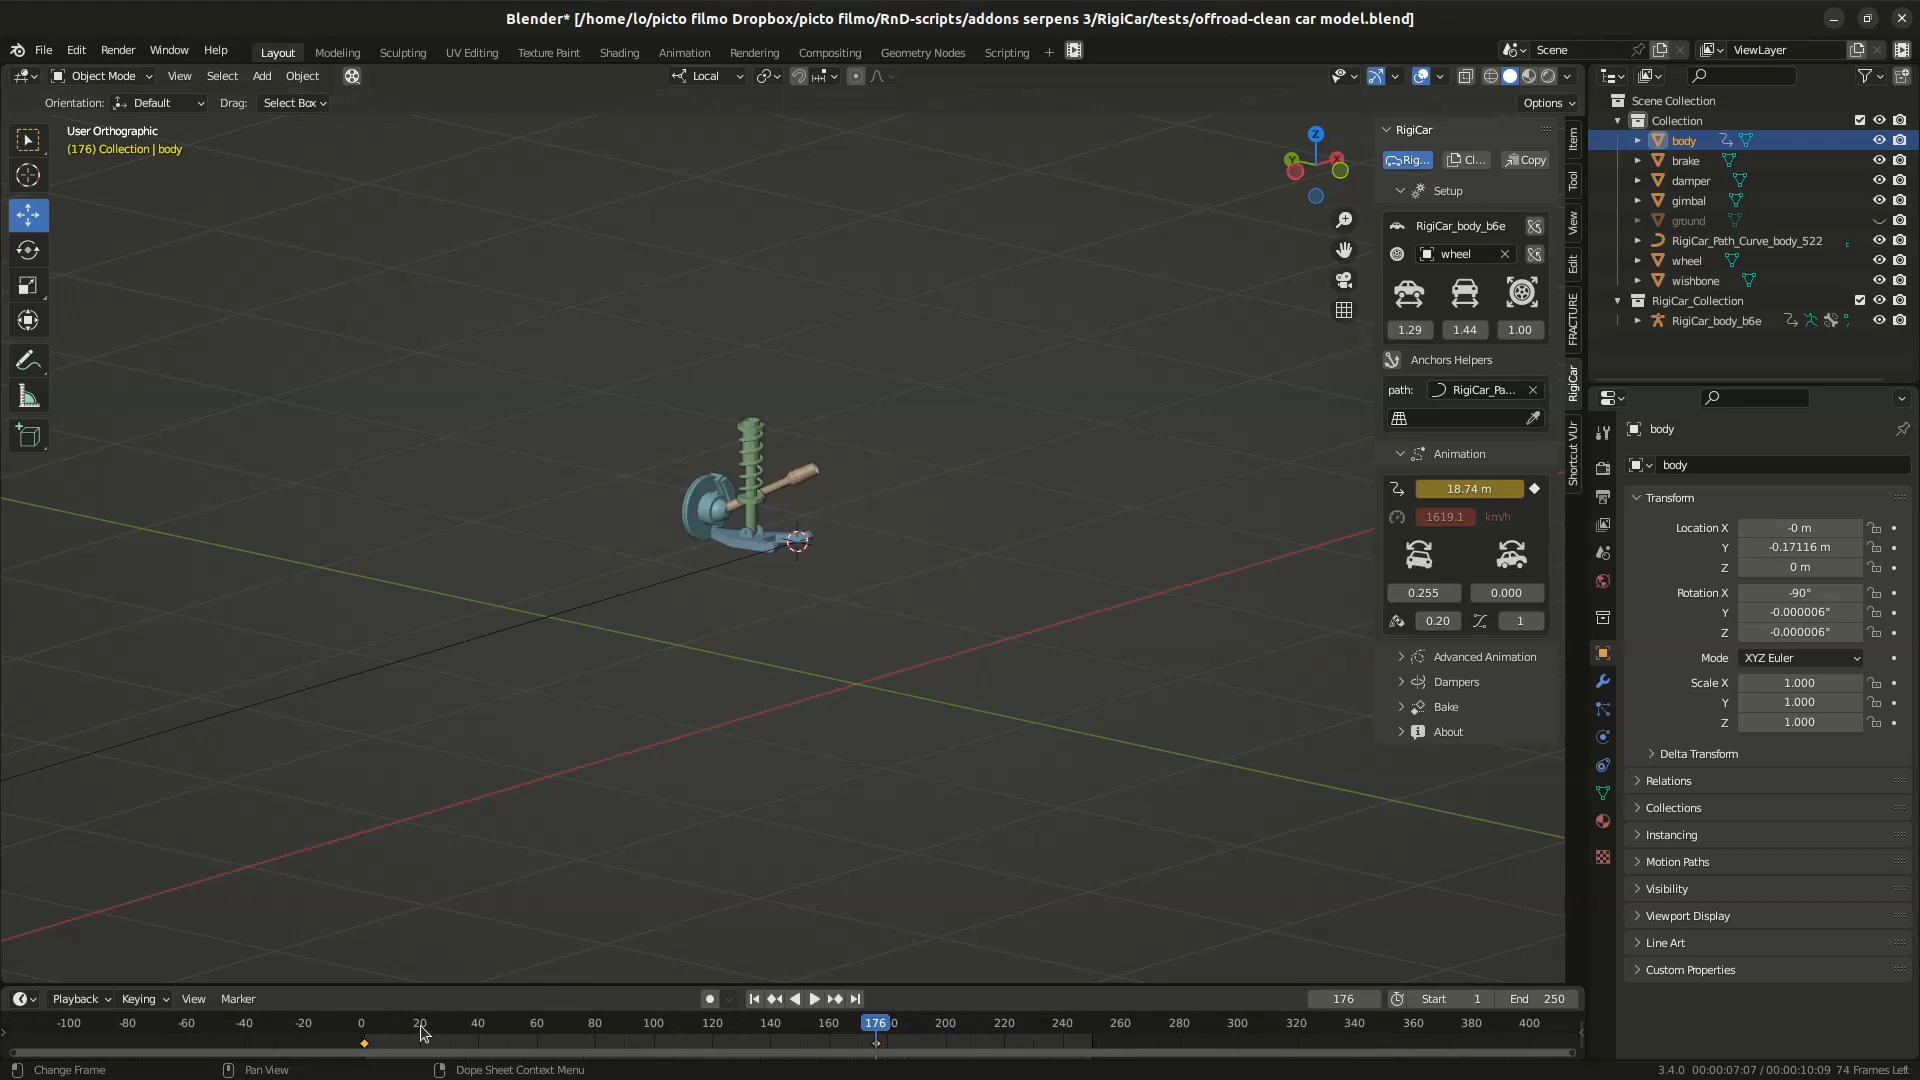 Blender* [/home/lo/picto filmo Dropbox/picto filmo/RnD-scripts/addons serpens 3/RigiCar/tests/offroad-clean car model.blend]
File Edit Render Window Help Layout Modeling Sculpting UV Editing Texture Paint Shading Animation Rendering Compositing Geometry Nodes Scripting + Scene ViewLayer
Object Mode View Select Add Object Local
Orientation: Default Drag: Select Box Options
User Orthographic
(176) Collection | body
Z
Y
X
RigiCar
Rig... Cl... Copy
Setup
RigiCar_body_b6e
wheel
1.29 1.44 1.00
Anchors Helpers
path: RigiCar_Pa...
Animation
18.74 m
1619.1 km/h
0.255 0.000
0.20 1
Advanced Animation
Dampers
Bake
About
Item
Tool
View
Edit
FRACTURE
RigiCar
Shortcut VUr
Scene Collection
Collection
body
brake
damper
gimbal
ground
RigiCar_Path_Curve_body_522
wheel
wishbone
RigiCar_Collection
RigiCar_body_b6e
body
body
Transform
Location X -0 m
Y -0.17116 m
Z 0 m
Rotation X -90°
Y -0.000006°
Z -0.000006°
Mode XYZ Euler
Scale X 1.000
Y 1.000
Z 1.000
Delta Transform
Relations
Collections
Instancing
Motion Paths
Visibility
Viewport Display
Line Art
Custom Properties
Playback Keying View Marker 176 Start 1 End 250
-100 -80 -60 -40 -20 0 20 40 60 80 100 120 140 160 176 0 200 220 240 260 280 300 320 340 360 380 400
Change Frame Pan View Dope Sheet Context Menu 3.4.0 00:00:07:07 / 00:00:10:09 74 Frames Left